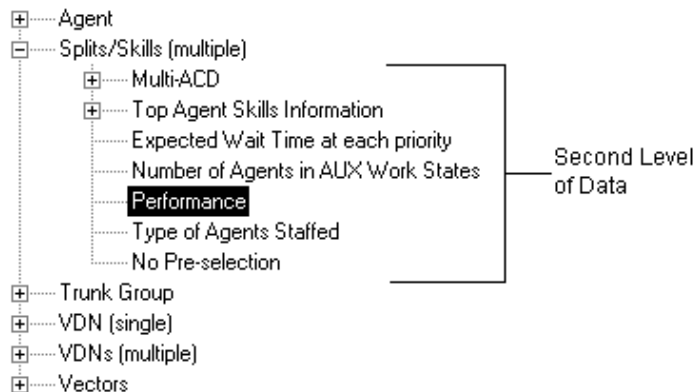 Agent
Splits/Skills (multiple)
Multi-ACD
Top Agent Skills Information
Expected Wait Time at each priority
Number of Agents in AUX Work States
Performance
Type of Agents Staffed
No Pre-selection
Second Level
of Data
Trunk Group
VDN (single)
VDNs (multiple)
Vectors